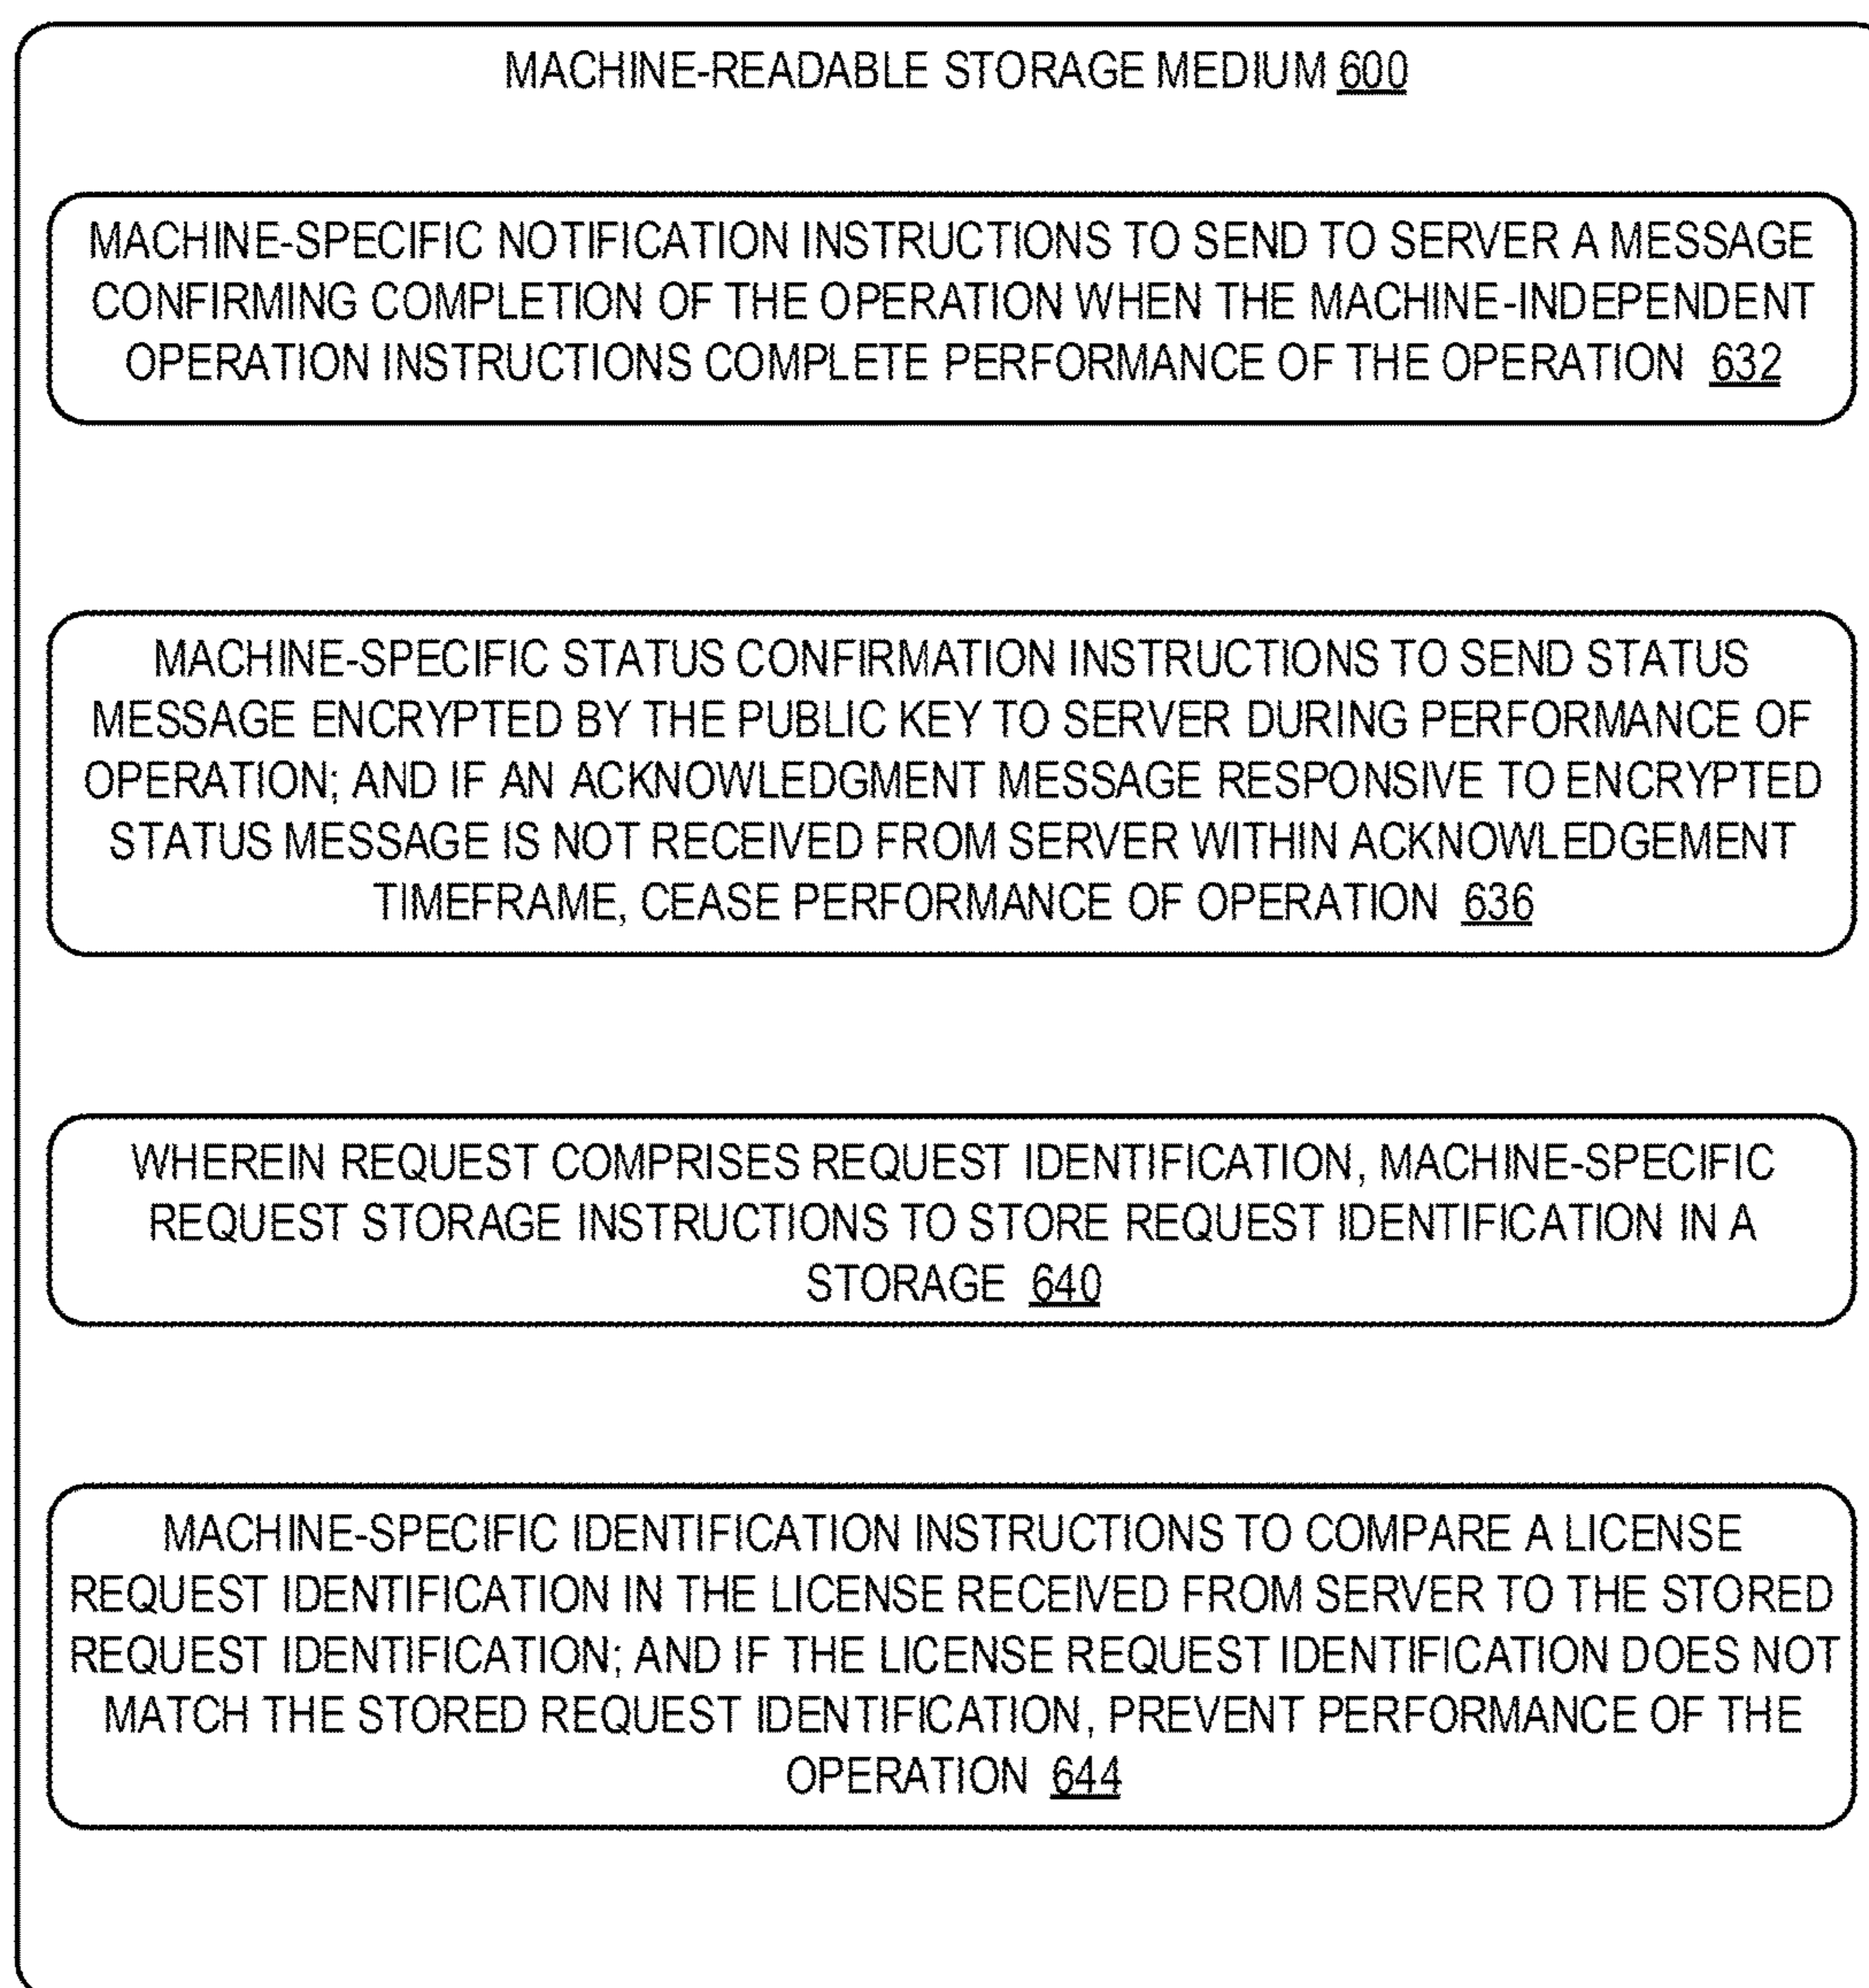 MACHINE-READABLE STORAGE MEDIUM 600
MACHINE-SPECIFIC NOTIFICATION INSTRUCTIONS TO SEND TO SERVER A MESSAGE
CONFIRMING COMPLETION OF THE OPERATION WHEN THE MACHINE-INDEPENDENT
OPERATION INSTRUCTIONS COMPLETE PERFORMANCE OF THE OPERATION 632
MACHINE-SPECIFIC STATUS CONFIRMATION INSTRUCTIONS TO SEND STATUS
MESSAGE ENCRYPTED BY THE PUBLIC KEY TO SERVER DURING PERFORMANCE OF
OPERATION; AND IF AN ACKNOWLEDGMENT MESSAGE RESPONSIVE TO ENCRYPTED
STATUS MESSAGE IS NOT RECEIVED FROM SERVER WITHIN ACKNOWLEDGEMENT
TIMEFRAME, CEASE PERFORMANCE OF OPERATION 636
WHEREIN REQUEST COMPRISES REQUEST IDENTIFICATION, MACHINE-SPECIFIC
REQUEST STORAGE INSTRUCTIONS TO STORE REQUEST IDENTIFICATION IN A
STORAGE 640
MACHINE-SPECIFIC IDENTIFICATION INSTRUCTIONS TO COMPARE A LICENSE
REQUEST IDENTIFICATION IN THE LICENSE RECEIVED FROM SERVER TO THE STORED
REQUEST IDENTIFICATION; AND IF THE LICENSE REQUEST IDENTIFICATION DOES NOT
MATCH THE STORED REQUEST IDENTIFICATION, PREVENT PERFORMANCE OF THE
OPERATION 644